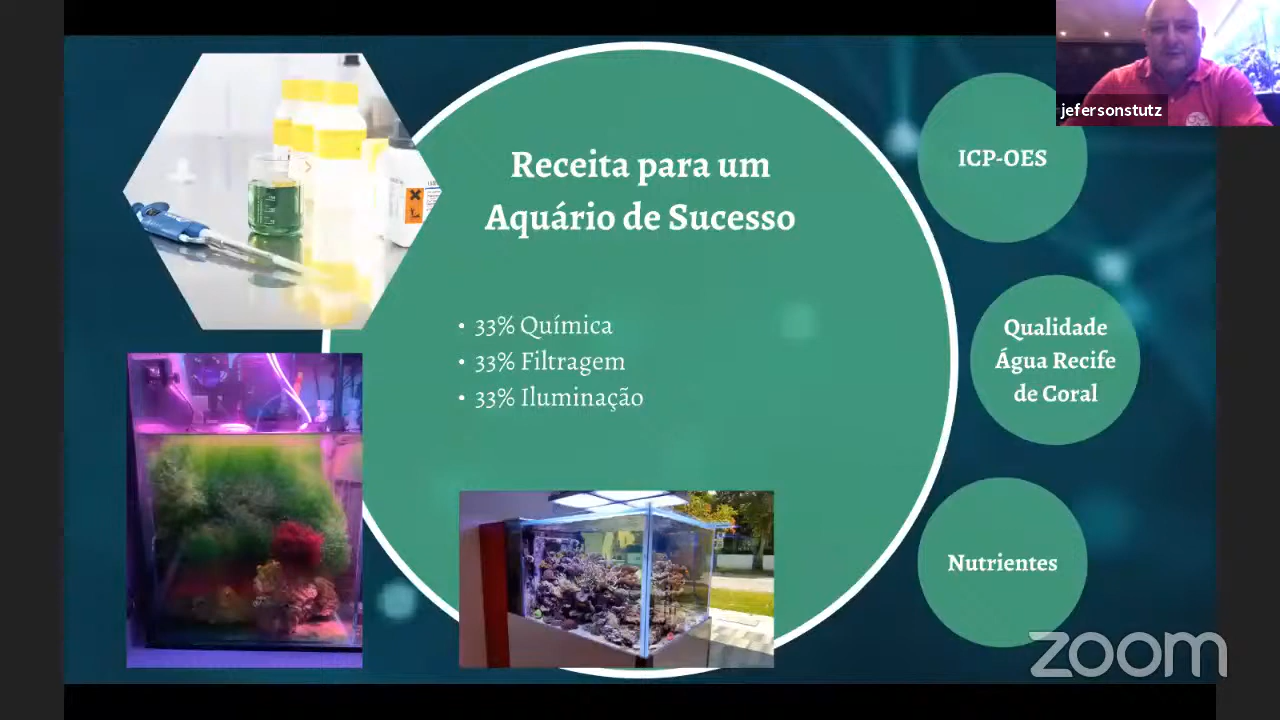 jefersonstutz
Receita para um
Aquário de Sucesso
• 33% Química
• 33% Filtragem
• 33% Iluminação
ICP-OES
Qualidade
Água Recife
de Coral
Nutrientes
zoom